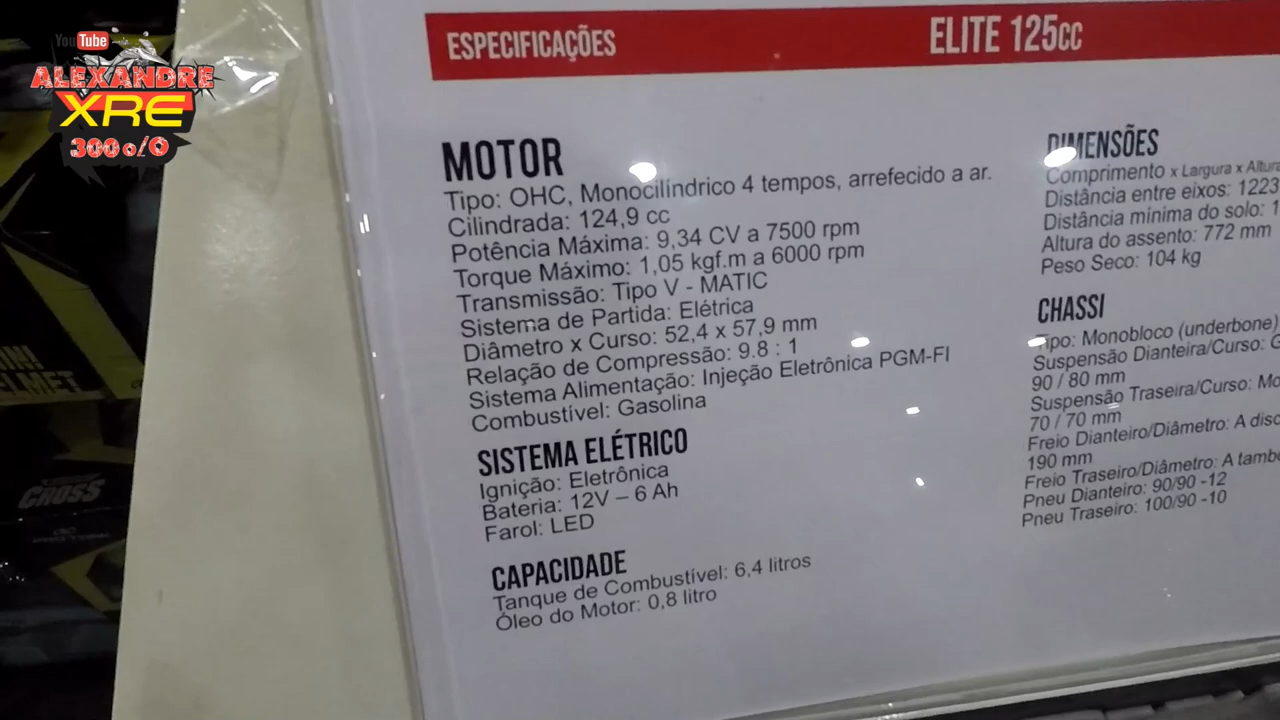 YouTube
ALEXANDRE
XRE
300 o/O
ESPECIFICAÇÕES
ELITE 125CC
MOTOR
Tipo: OHC, Monocilíndrico 4 tempos, arrefecido a ar.
Cilindrada: 124,9 cc
Potência Máxima: 9,34 CV a 7500 rpm
Torque Máximo: 1,05 kgf.m a 6000 rpm
Transmissão: Tipo V - MATIC
Sistema de Partida: Elétrica
Diâmetro x Curso: 52,4 x 57,9 mm
Relação de Compressão: 9.8 : 1
Sistema Alimentação: Injeção Eletrônica PGM-FI
Combustível: Gasolina
SISTEMA ELÉTRICO
Ignição: Eletrônica
Bateria: 12V – 6 Ah
Farol: LED
CAPACIDADE
Tanque de Combustível: 6,4 litros
Óleo do Motor: 0,8 litro
DIMENSÕES
Comprimento x Largura x Altura
Distância entre eixos: 1223
Distância mínima do solo: 1
Altura do assento: 772 mm
Peso Seco: 104 kg
CHASSI
Tipo: Monobloco (underbone)
Suspensão Dianteira/Curso: G
90 / 80 mm
Suspensão Traseira/Curso: Mo
70 / 70 mm
Freio Dianteiro/Diâmetro: A disc
190 mm
Freio Traseiro/Diâmetro: A tamb
Pneu Dianteiro: 90/90 -12
Pneu Traseiro: 100/90 -10
CROSS